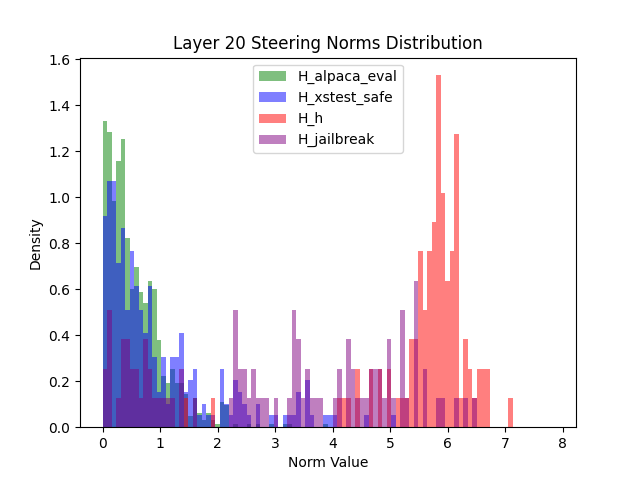 Layer 20 Steering Norms Distribution
H_alpaca_eval
H_xstest_safe
H_h
H_jailbreak
Density
1.6
1.4
1.2
1.0
0.8
0.6
0.4
0.2
0.0
0 1 2 3 4 5 6 7 8
Norm Value